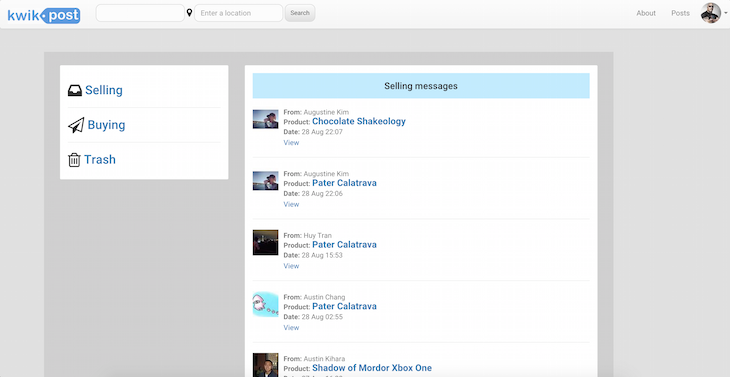 kwik post
Enter a location
Search
About
Posts
Selling
Buying
Trash
Selling messages
From: Augustine Kim
Product: Chocolate Shakeology
Date: 28 Aug 22:07
View
From: Augustine Kim
Product: Pater Calatrava
Date: 28 Aug 22:06
View
From: Huy Tran
Product: Pater Calatrava
Date: 28 Aug 15:53
View
From: Austin Chang
Product: Pater Calatrava
Date: 28 Aug 02:55
View
From: Austin Kihara
Product: Shadow of Mordor Xbox One